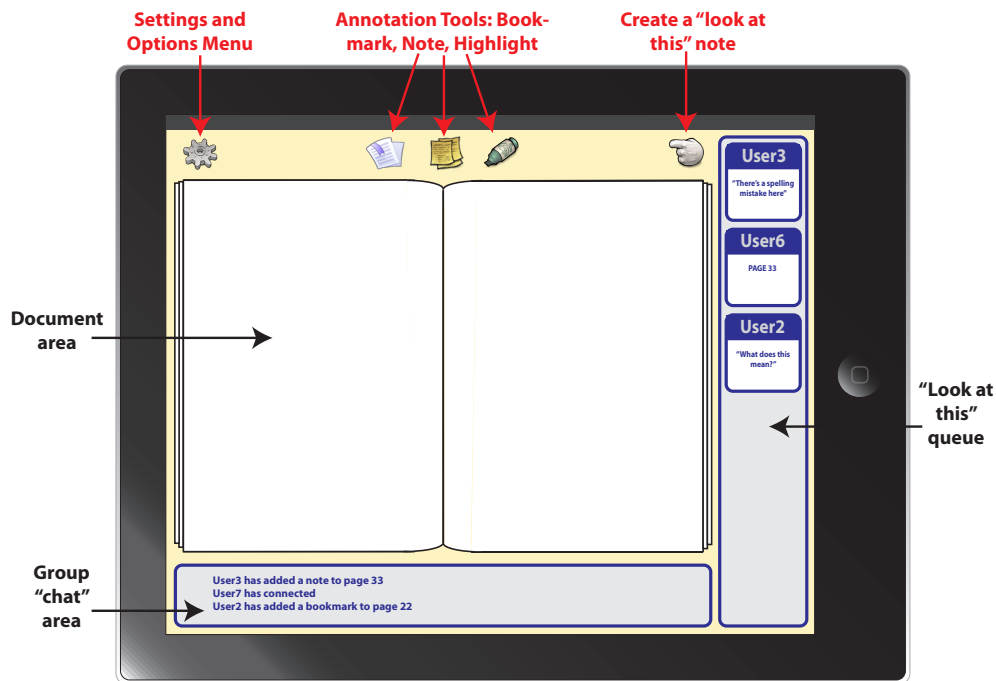 Settings and
Options Menu
Annotation Tools: Book-
mark, Note, Highlight
Create a “look at
this” note
User3
“There’s a spelling
mistake here”
User6
PAGE 33
User2
“What does this
mean?”
Document
area
“Look at
this”
queue
Group
“chat”
area
User3 has added a note to page 33
User7 has connected
User2 has added a bookmark to page 22